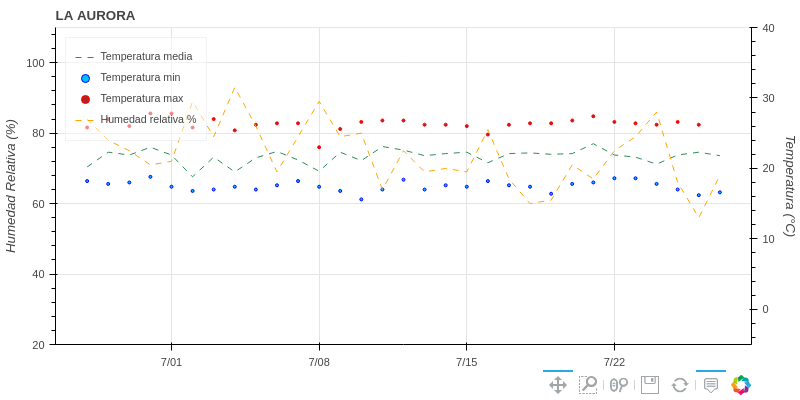 LA AURORA
Temperatura media
Temperatura min
Temperatura max
Humedad relativa %
Humedad Relativa (%)
100
80
60
40
20
40
30
20
10
0
Temperatura (°C)
7/01 7/08 7/15 7/22